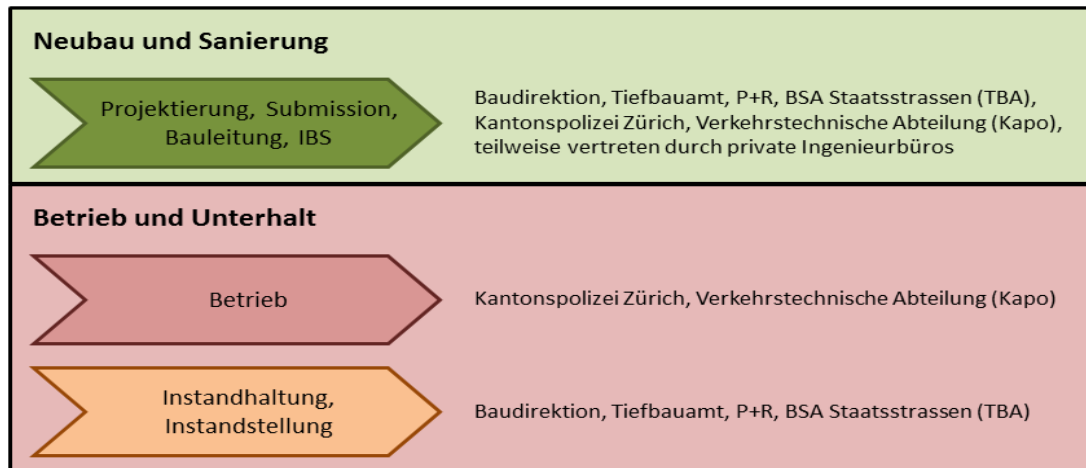 Neubau und Sanierung
Projektierung, Submission,
Bauleitung, IBS
Baudirektion, Tiefbauamt, P+R, BSA Staatsstrassen (TBA),
Kantonspolizei Zürich, Verkehrstechnische Abteilung (Kapo),
teilweise vertreten durch private Ingenieurbüros
Betrieb und Unterhalt
Betrieb
Kantonspolizei Zürich, Verkehrstechnische Abteilung (Kapo)
Instandhaltung,
Instandstellung
Baudirektion, Tiefbauamt, P+R, BSA Staatsstrassen (TBA)